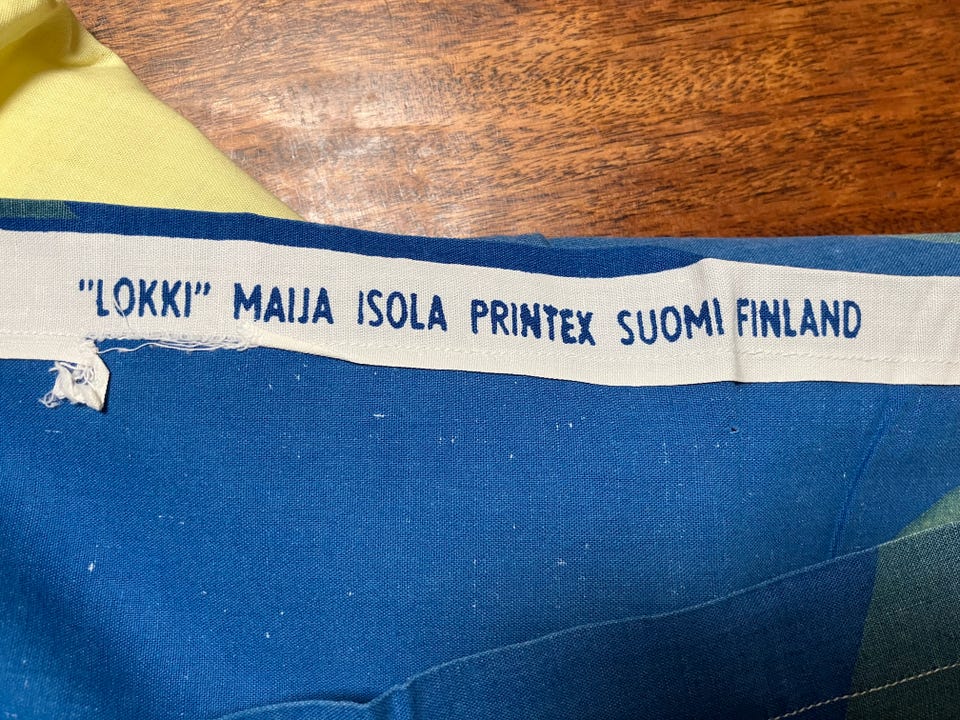 "LOKKI" MAIJA ISOLA PRINTEX SUOMI FINLAND